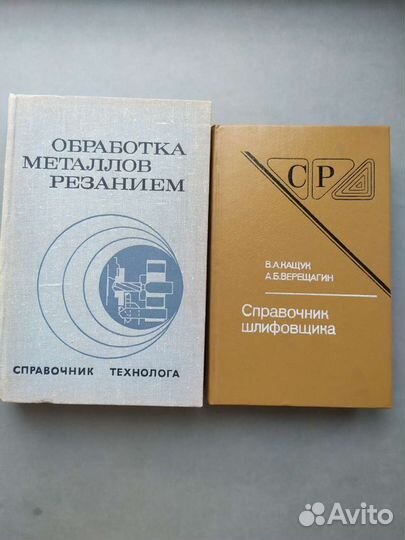 ОБРАБОТКА
МЕТАЛЛОВ
РЕЗАНИЕМ
СПРАВОЧНИК ТЕХНОЛОГА
СР
В.А.КАЩУК
А.Б.ВЕРЕЩАГИН
Справочник
шлифовщика
Avito